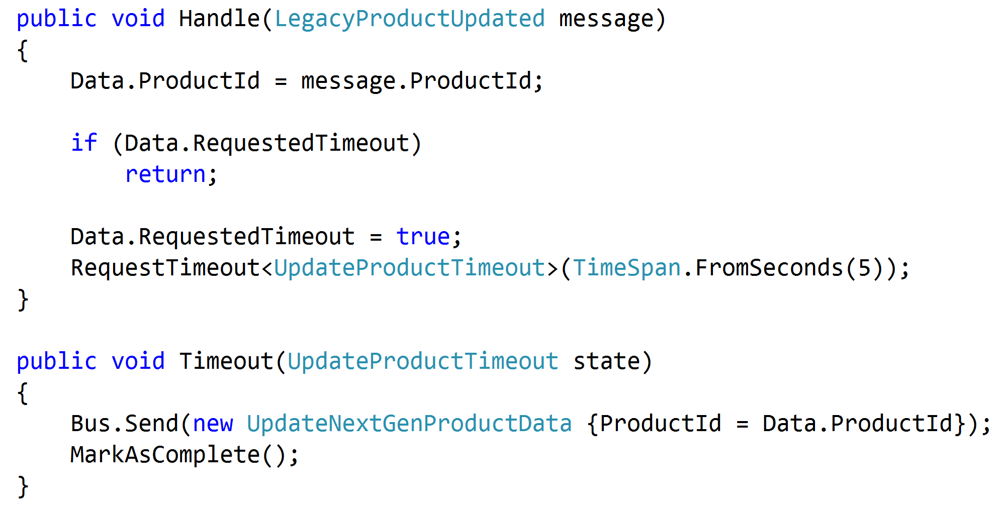 public void Handle(LegacyProductUpdated message)
{
    Data.ProductId = message.ProductId;

    if (Data.RequestedTimeout)
        return;

    Data.RequestedTimeout = true;
    RequestTimeout<UpdateProductTimeout>(TimeSpan.FromSeconds(5));
}

public void Timeout(UpdateProductTimeout state)
{
    Bus.Send(new UpdateNextGenProductData {ProductId = Data.ProductId});
    MarkAsComplete();
}